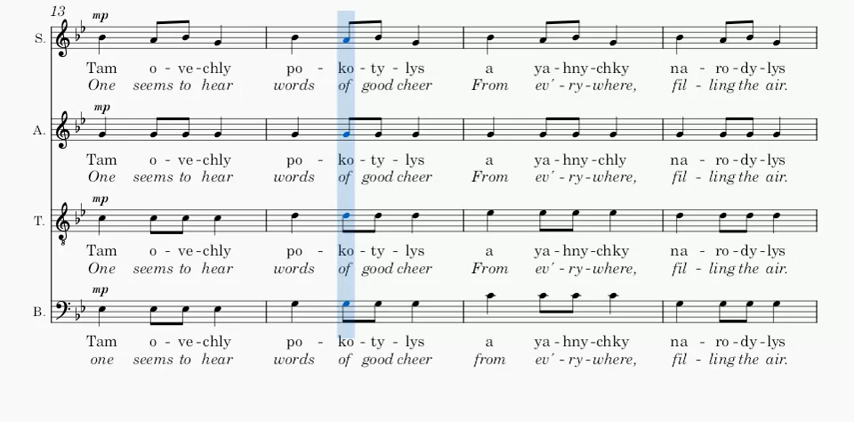 13
mp
S.
Tam o - ve - chly po - ko - ty - lys a ya - hny - chky na - ro - dy - lys
One seems to hear words of good cheer From ev' - ry - where, fil - ling the air.
mp
A.
Tam o - ve - chly po - ko - ty - lys a ya - hny - chly na - ro - dy - lys
One seems to hear words of good cheer From ev' - ry - where, fil - ling the air.
mp
T.
Tam o - ve - chly po - ko - ty - lys a ya - hny - chky na - ro - dy - lys
One seems to hear words of good cheer From ev' - ry - where, fil - ling the air.
mp
B.
Tam o - ve - chly po - ko - ty - lys a ya - hny - chky na - ro - dy - lys
one seems to hear words of good cheer from ev' - ry - where, fil - ling the air.